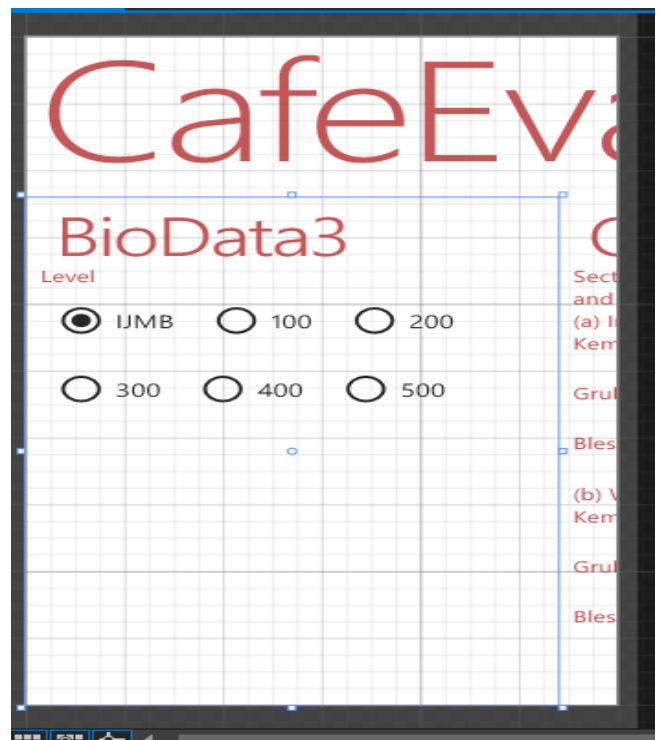 CafeEva
BioData3
Level
IJMB 100 200
300 400 500
C
Sect
and
(a) I
Kem
Grul
Bles
(b) V
Kem
Grul
Bles